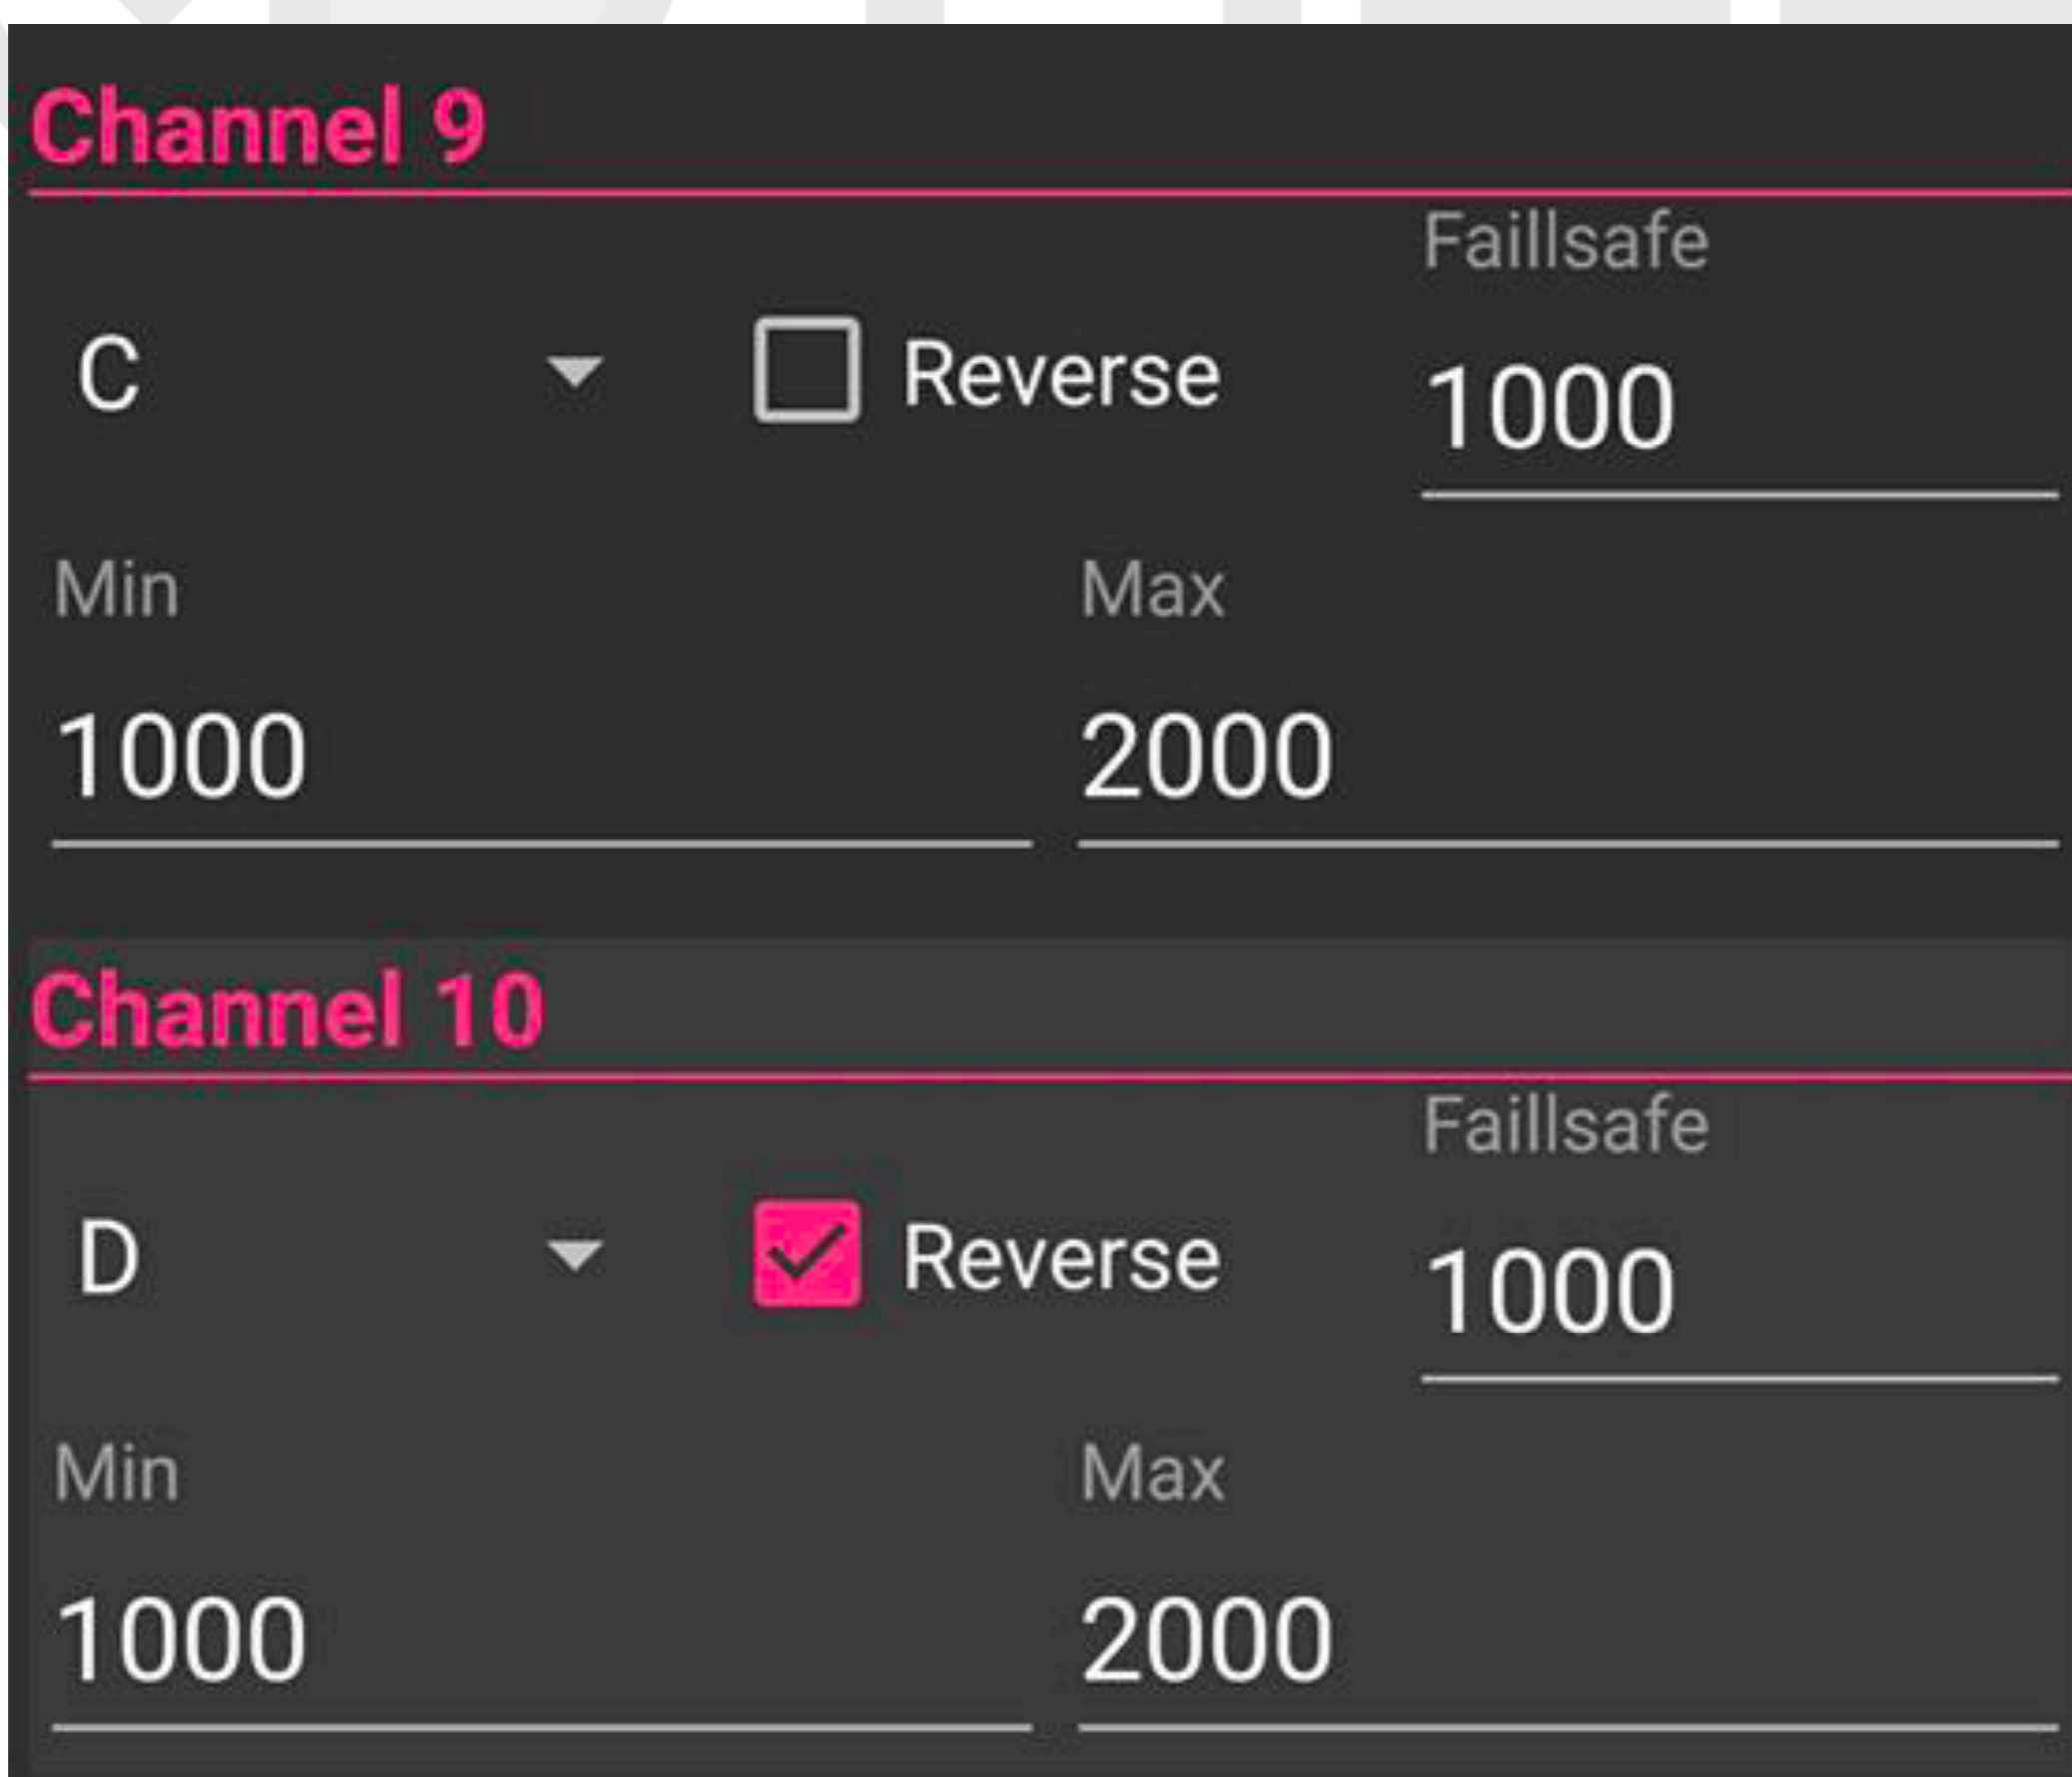 Channel 9
Faillsafe
C Reverse 1000
Min Max
1000 2000
Channel 10
Faillsafe
D Reverse 1000
Min Max
1000 2000